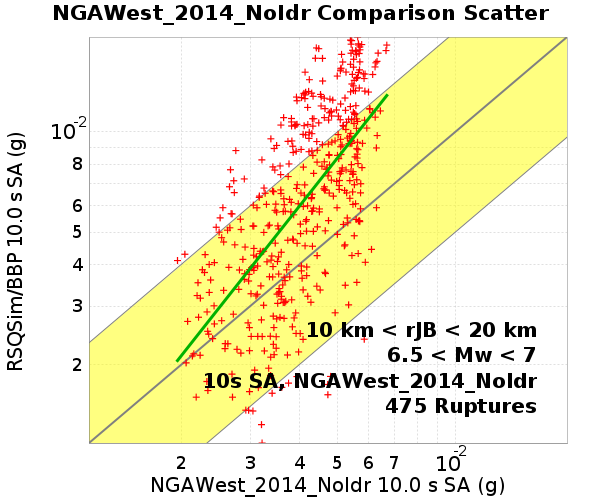 NGAWest_2014_NoIdr Comparison Scatter
RSQSim/BBP 10.0 s SA (g)
10-2
8
6
5
4
3
2
10 km < rJB < 20 km
6.5 < Mw < 7
10s SA, NGAWest_2014_NoIdr
475 Ruptures
2 3 4 5 6 7 10-2
NGAWest_2014_NoIdr 10.0 s SA (g)